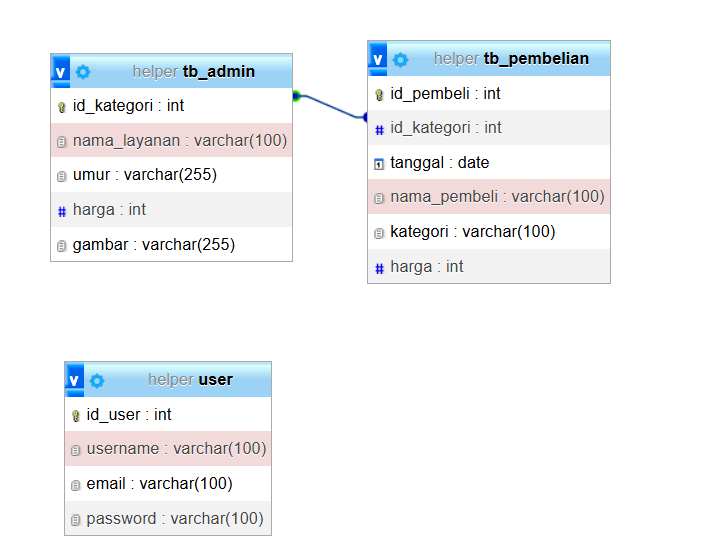 v helper tb_admin
id_kategori : int
nama_layanan : varchar(100)
umur : varchar(255)
# harga : int
gambar : varchar(255)
v helper tb_pembelian
id_pembeli : int
# id_kategori : int
1 tanggal : date
nama_pembeli : varchar(100)
kategori : varchar(100)
# harga : int
v helper user
id_user : int
username : varchar(100)
email : varchar(100)
password : varchar(100)